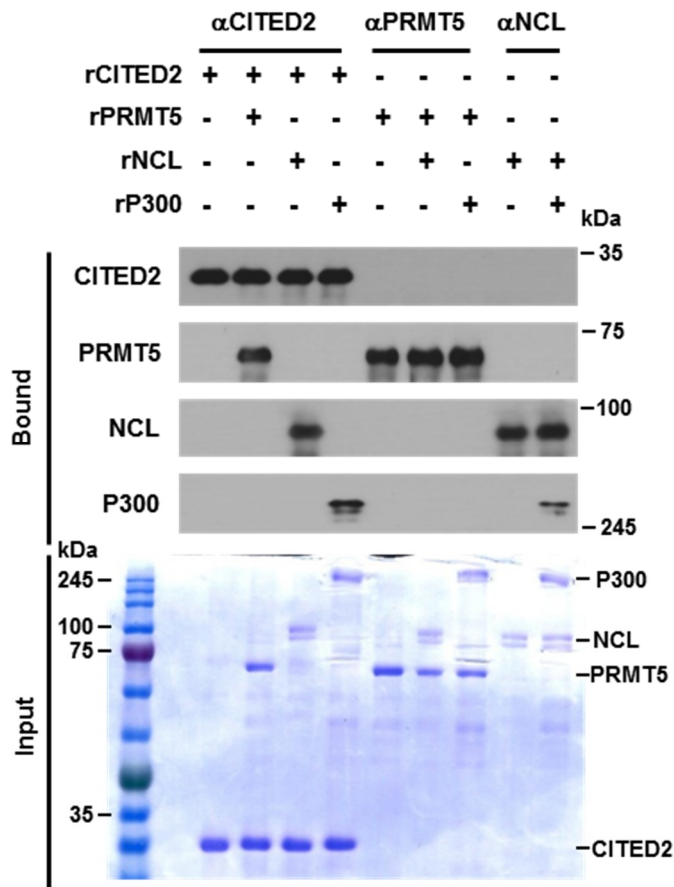 αCITED2 αPRMT5 αNCL
rCITED2 + + + + - - - - -
rPRMT5 - + - - + + + - -
rNCL - - + - - + - + +
rP300 - - - + - - + - +
kDa
Bound
CITED2 – 35
PRMT5 – 75
NCL – 100
P300 – 245
kDa
Input
245 – – P300
100 – – NCL
75 – – PRMT5
35 –
– CITED2